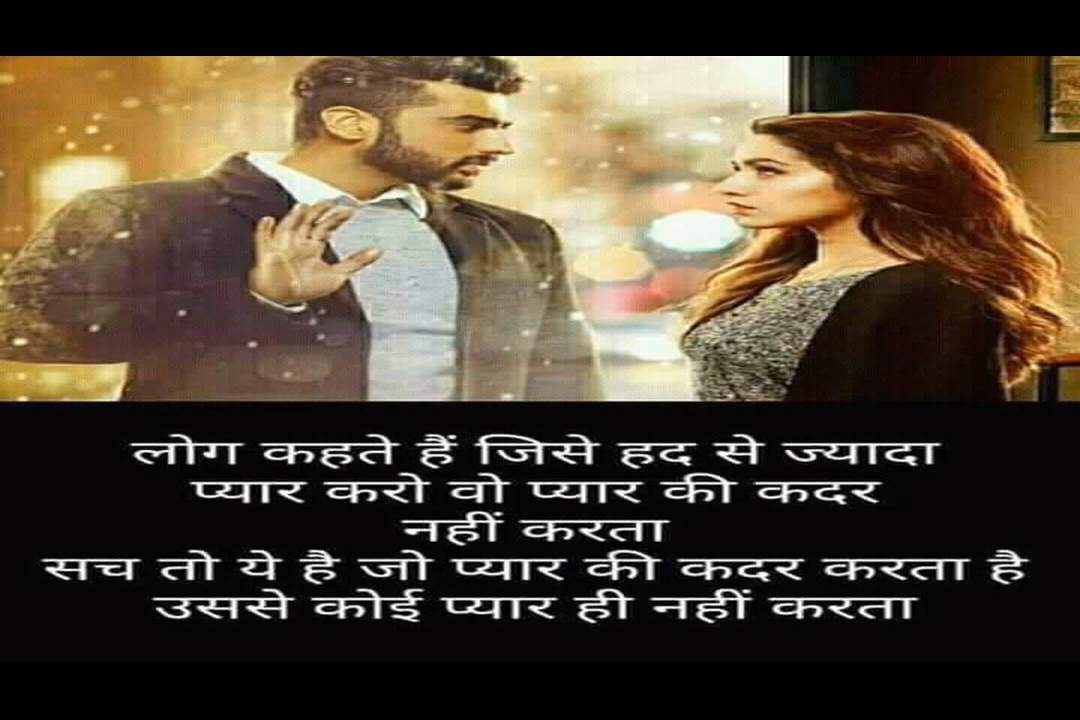 लोग कहते हैं जिसे हद से ज्यादा
प्यार करो वो प्यार की कदर
नहीं करता
सच तो ये है जो प्यार की कदर करता है
उससे कोई प्यार ही नहीं करता